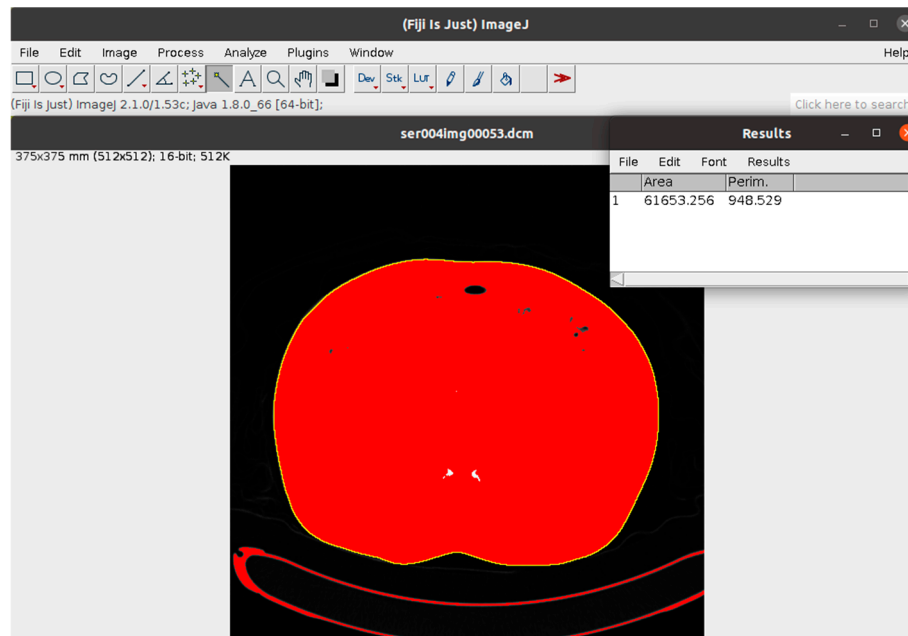 (Fiji Is Just) ImageJ
File Edit Image Process Analyze Plugins Window Help
Dev Stk LUT
(Fiji Is Just) ImageJ 2.1.0/1.53c; Java 1.8.0_66 [64-bit];
Click here to search
ser004img00053.dcm
375x375 mm (512x512); 16-bit; 512K
Results
File Edit Font Results
Area Perim.
1 61653.256 948.529